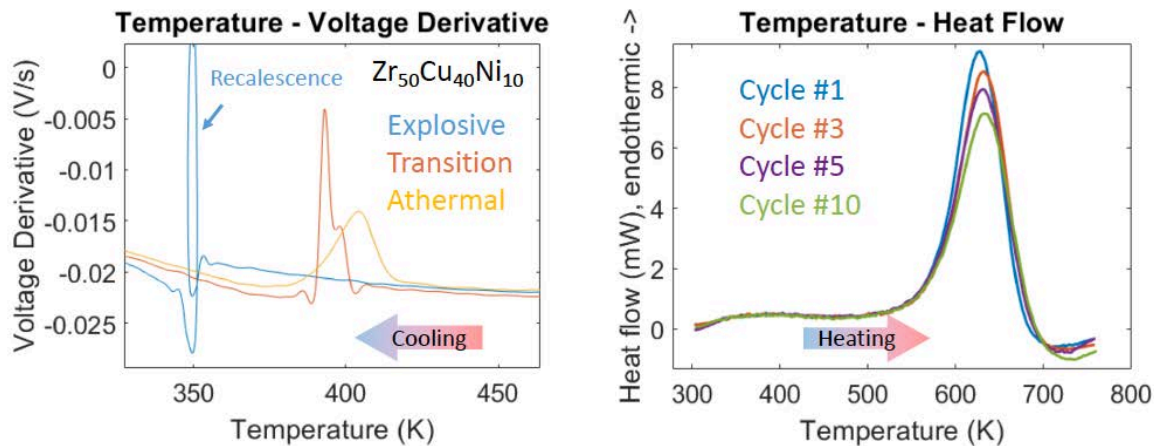 Temperature - Voltage Derivative
Voltage Derivative (V/s)
0
-0.005
-0.01
-0.015
-0.02
-0.025
Recalescence
Zr50Cu40Ni10
Explosive
Transition
Athermal
Cooling
350
400
450
Temperature (K)
Temperature - Heat Flow
Heat flow (mW), endothermic ->
8
6
4
2
0
Cycle #1
Cycle #3
Cycle #5
Cycle #10
Heating
300
400
500
600
700
800
Temperature (K)